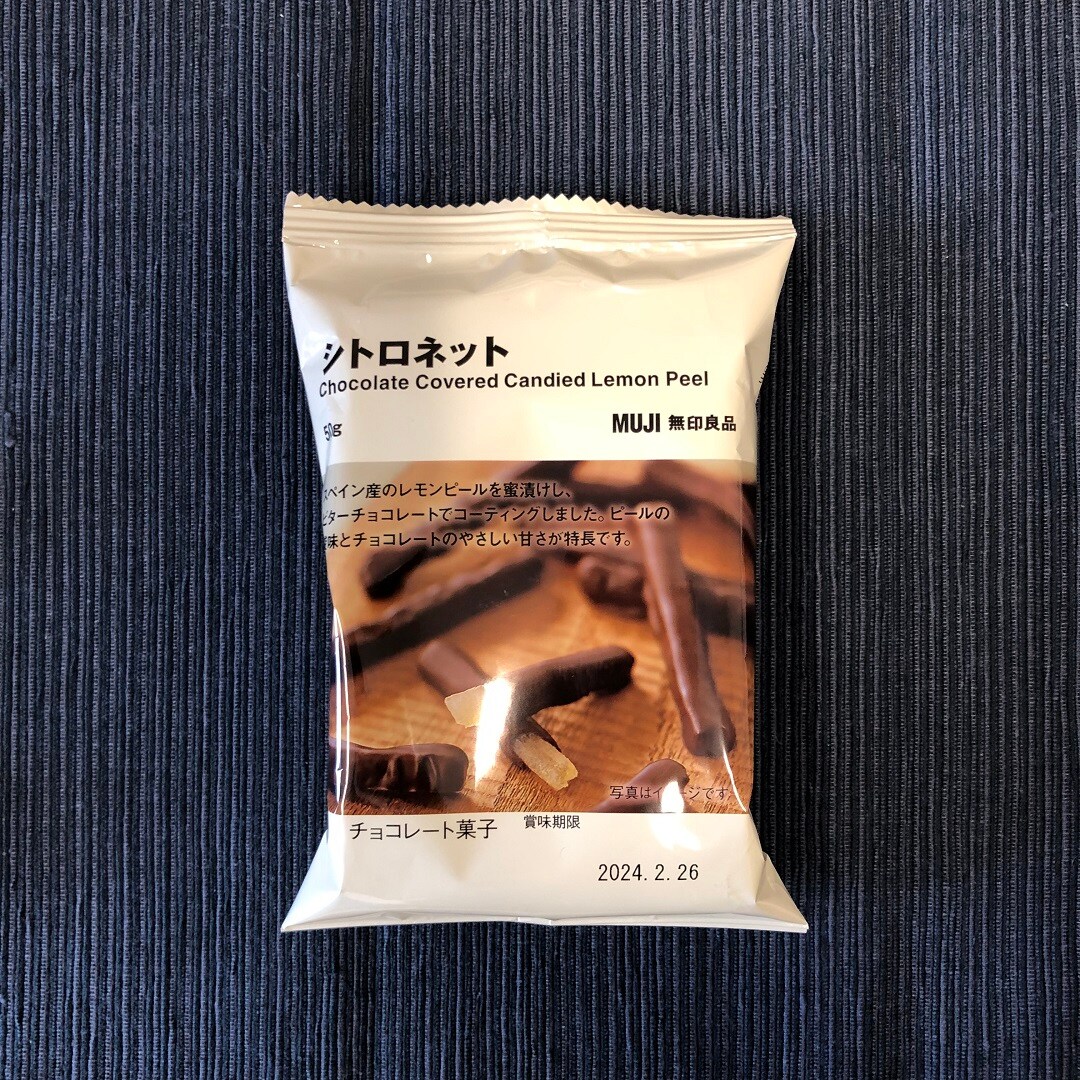 シトロネット
Chocolate Covered Candied Lemon Peel
50g
MUJI 無印良品
スペイン産のレモンピールを蜜漬けし、
ビターチョコレートでコーティングしました。ピールの
酸味とチョコレートのやさしい甘さが特長です。
写真はイメージです
チョコレート菓子
賞味期限
2024. 2. 26